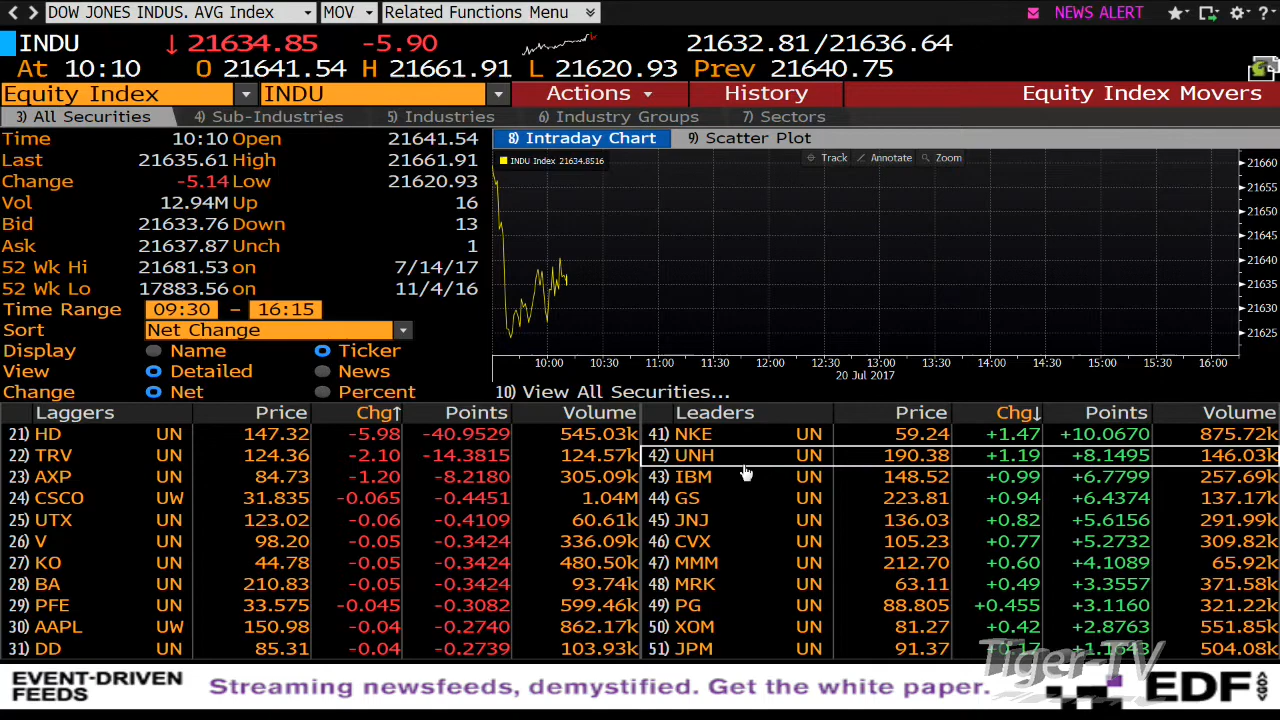 DOW JONES INDUS. AVG Index MOV Related Functions Menu NEWS ALERT
INDU 21634.85 -5.90 21632.81/21636.64
At 10:10 O 21641.54 H 21661.91 L 21620.93 Prev 21640.75
Equity Index INDU Actions History Equity Index Movers
3) All Securities 4) Sub-Industries 5) Industries 6) Industry Groups 7) Sectors
Time 10:10 Open 21641.54
Last 21635.61 High 21661.91
Change -5.14 Low 21620.93
Vol 12.94M Up 16
Bid 21633.76 Down 13
Ask 21637.87 Unch 1
52 Wk Hi 21681.53 on 7/14/17
52 Wk Lo 17883.56 on 11/4/16
Time Range 09:30 – 16:15
Sort Net Change
Display Name Ticker
View Detailed News
Change Net Percent
8) Intraday Chart 9) Scatter Plot
INDU Index 21634.8516 Track Annotate Zoom
21660
21655
21650
21645
21640
21635
21630
21625
10:00 10:30 11:00 11:30 12:00 12:30 13:00 13:30 14:00 14:30 15:00 15:30 16:00
20 Jul 2017
10) View All Securities...
Laggers Price Chg↑ Points Volume Leaders Price Chg↓ Points Volume
21) HD UN 147.32 -5.98 -40.9529 545.03k 41) NKE UN 59.24 +1.47 +10.0670 875.72k
22) TRV UN 124.36 -2.10 -14.3815 124.57k 42) UNH UN 190.38 +1.19 +8.1495 146.03k
23) AXP UN 84.73 -1.20 -8.2180 305.09k 43) IBM UN 148.52 +0.99 +6.7799 257.69k
24) CSCO UW 31.835 -0.065 -0.4451 1.04M 44) GS UN 223.81 +0.94 +6.4374 137.17k
25) UTX UN 123.02 -0.06 -0.4109 60.61k 45) JNJ UN 136.03 +0.82 +5.6156 291.99k
26) V UN 98.20 -0.05 -0.3424 336.09k 46) CVX UN 105.23 +0.77 +5.2732 309.82k
27) KO UN 44.78 -0.05 -0.3424 480.50k 47) MMM UN 212.70 +0.60 +4.1089 65.92k
28) BA UN 210.83 -0.05 -0.3424 93.74k 48) MRK UN 63.11 +0.49 +3.3557 371.58k
29) PFE UN 33.575 -0.045 -0.3082 599.46k 49) PG UN 88.805 +0.455 +3.1160 321.22k
30) AAPL UW 150.98 -0.04 -0.2740 862.17k 50) XOM UN 81.27 +0.42 +2.8763 551.85k
31) DD UN 85.31 -0.04 -0.2739 103.93k 51) JPM UN 91.37 +0.17 +1.1643 504.08k
Tiger-TV
EVENT-DRIVEN
FEEDS
Streaming newsfeeds, demystified. Get the white paper.
EDF